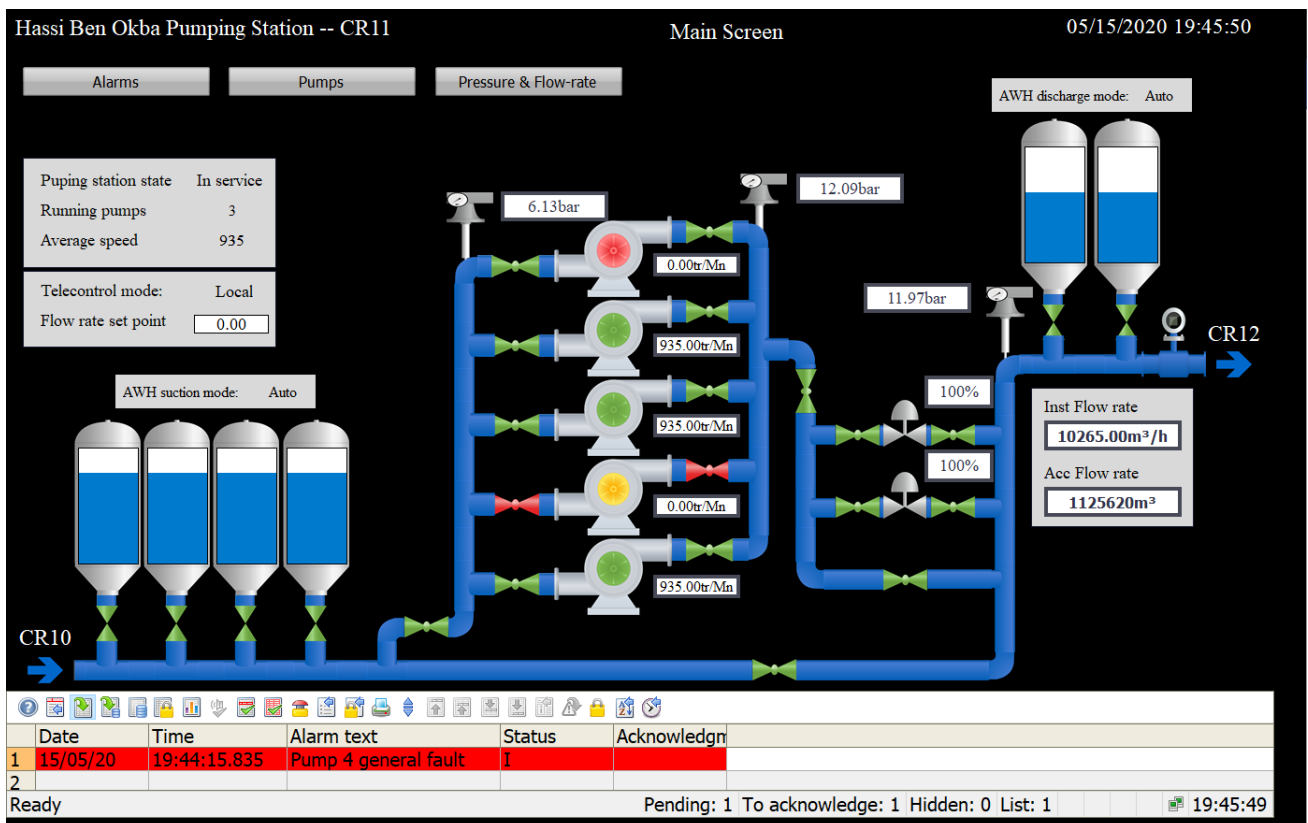 Hassi Ben Okba Pumping Station -- CR11
Main Screen
05/15/2020 19:45:50
Alarms
Pumps
Pressure & Flow-rate
AWH discharge mode: Auto
Puping station state In service
Running pumps 3
Average speed 935
Telecontrol mode: Local
Flow rate set point 0.00
6.13bar
12.09bar
0.00tr/Mn
11.97bar
935.00tr/Mn
CR12
AWH suction mode: Auto
100%
Inst Flow rate
10265.00m³/h
935.00tr/Mn
100%
Acc Flow rate
1125620m³
0.00tr/Mn
935.00tr/Mn
CR10
Date Time Alarm text Status Acknowledgm
1 15/05/20 19:44:15.835 Pump 4 general fault I
2
Ready Pending: 1 To acknowledge: 1 Hidden: 0 List: 1 19:45:49